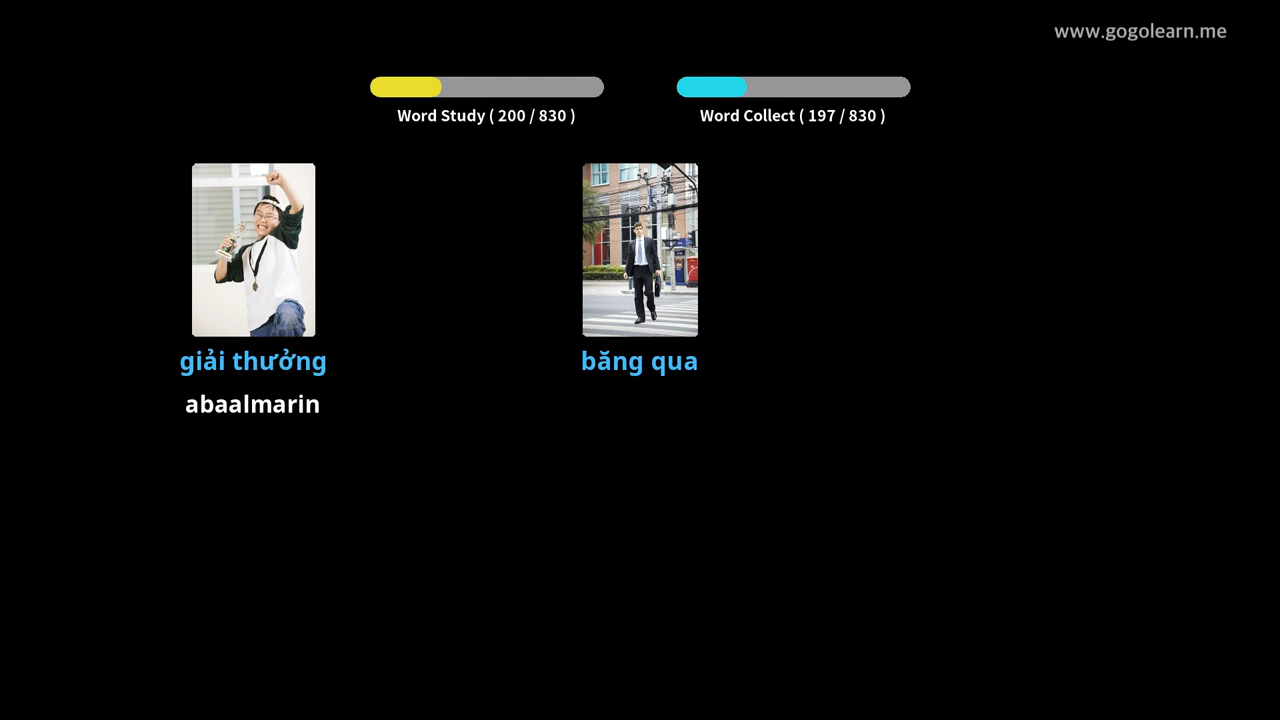 www.gogolearn.me
Word Study ( 200 / 830 )
Word Collect ( 197 / 830 )
giải thưởng
băng qua
abaalmarin